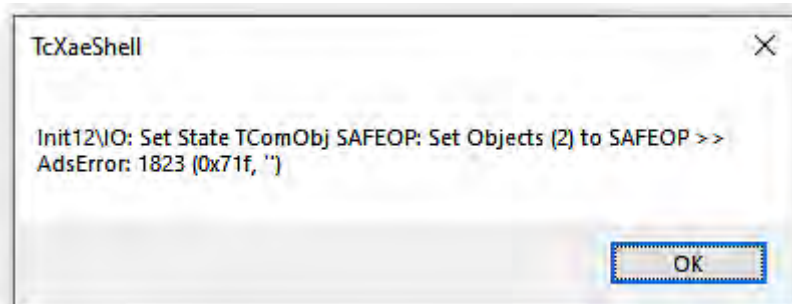 TcXaeShell
Init12\IO: Set State TComObj SAFEOP: Set Objects (2) to SAFEOP >>
AdsError: 1823 (0x71f, '')
OK